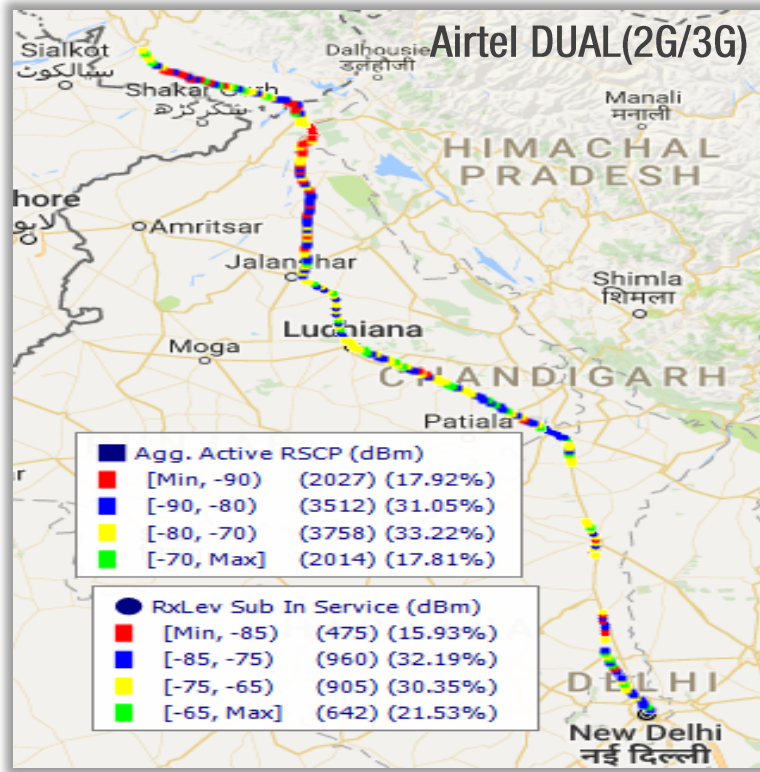 Airtel DUAL(2G/3G)
Sialkot
سیالکوٹ
Dalhousie
डलहौजी
Shakar Garh
شکرگڑھ
Manali
मनाली
HIMACHAL
PRADESH
hore
لاہو
Amritsar
Jalandhar
Shimla
शिमला
Ludhiana
Moga
CHANDIGARH
Patiala
Agg. Active RSCP (dBm)
[Min, -90) (2027) (17.92%)
[-90, -80) (3512) (31.05%)
[-80, -70) (3758) (33.22%)
[-70, Max] (2014) (17.81%)
RxLev Sub In Service (dBm)
[Min, -85) (475) (15.93%)
[-85, -75) (960) (32.19%)
[-75, -65) (905) (30.35%)
[-65, Max] (642) (21.53%)
DELHI
New Delhi
नई दिल्ली